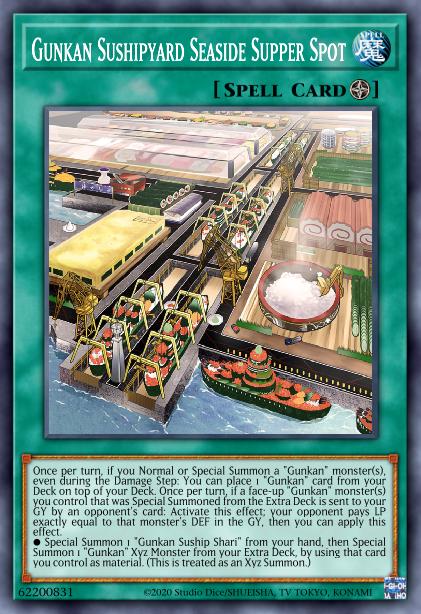 GUNKAN SUSHIPYARD SEASIDE SUPPER SPOT
SPELL
魔
[SPELL CARD]
Once per turn, if you Normal or Special Summon a "Gunkan" monster(s),
even during the Damage Step: You can place 1 "Gunkan" card from your
Deck on top of your Deck. Once per turn, if a face-up "Gunkan" monster(s)
you control that was Special Summoned from the Extra Deck is sent to your
GY by an opponent's card: Activate this effect; your opponent pays LP
exactly equal to that monster's DEF in the GY, then you can apply this
effect.
● Special Summon 1 "Gunkan Suship Shari" from your hand, then Special
Summon 1 "Gunkan" Xyz Monster from your Extra Deck, by using that card
you control as material. (This is treated as an Xyz Summon.)
62200831
©2020 Studio Dice/SHUEISHA, TV TOKYO, KONAMI